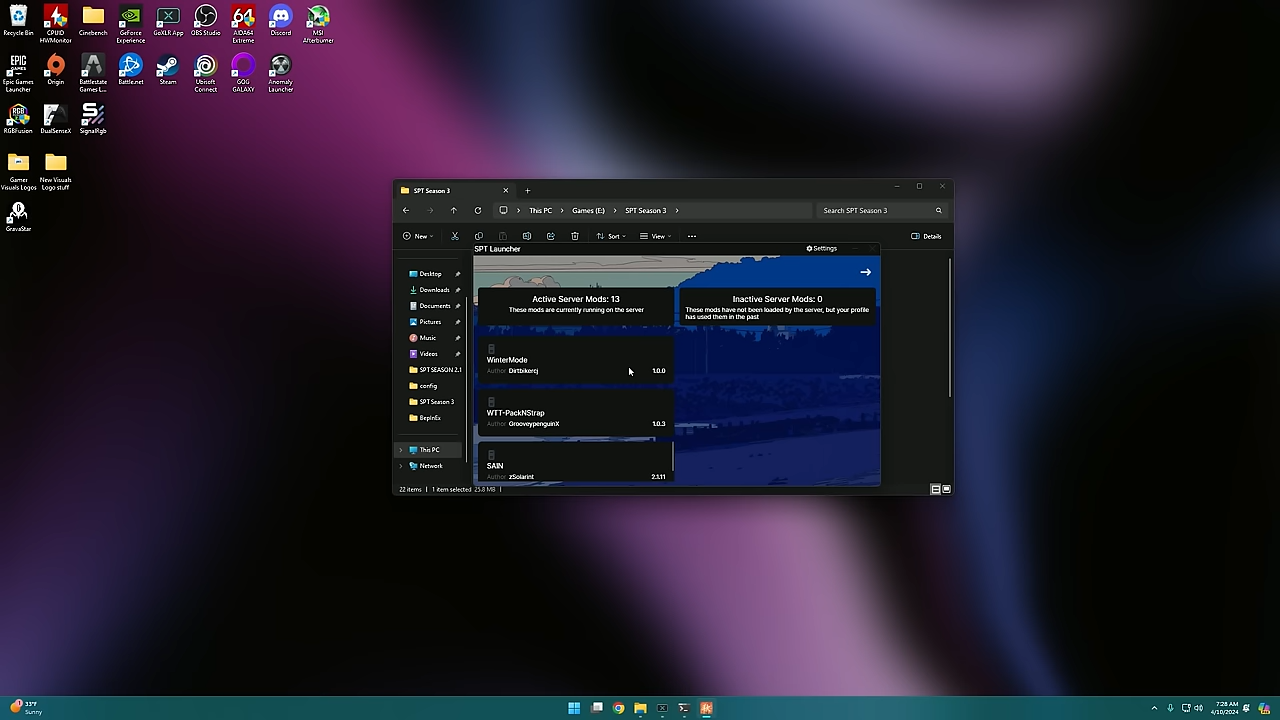 Recycle Bin
CPUID HWMonitor
Cinebench
GeForce Experience
GoXLR App
OBS Studio
AIDA64 Extreme
Discord
MSI Afterburner
Epic Games Launcher
Origin
Battlestate Games L...
Battle.net
Steam
Ubisoft Connect
GOG GALAXY
Anomaly Launcher
RGBFusion
DualSenseX
SignalRgb
Gamer Visuals Logos
New Visuals Logo stuff
GravaStar
SPT Season 3
This PC > Games (E:) > SPT Season 3 >
Search SPT Season 3
New
Sort
View
Details
SPT Launcher
Settings
Desktop
Downloads
Documents
Pictures
Music
Videos
SPT SEASON 2.1
config
SPT Season 3
BepInEx
This PC
Network
Active Server Mods: 13
These mods are currently running on the server
Inactive Server Mods: 0
These mods have not been loaded by the server, but your profile
has used them in the past
WinterMode
Author Dirtbikercj 1.0.0
WTT-PackNStrap
Author GrooveypenguinX 1.0.3
SAIN
Author zSolarint 2.1.11
22 items | 1 item selected 25.8 MB |
33°F
Sunny
7:28 AM
4/10/2024